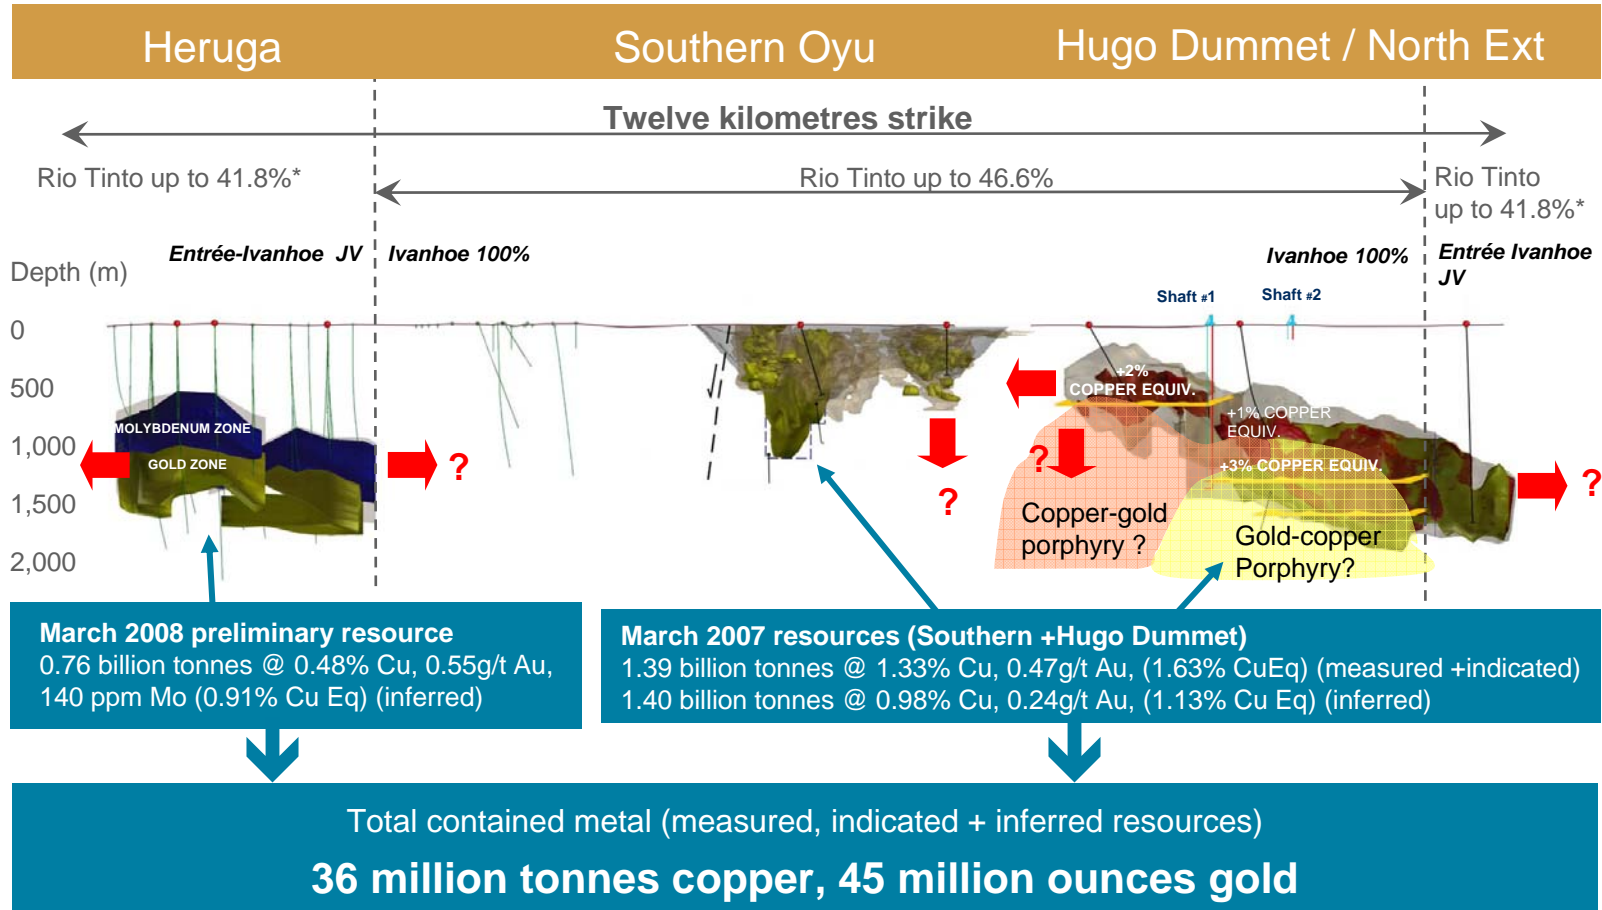 Heruga
Southern Oyu
Hugo Dummet / North Ext
Twelve kilometres strike
Rio Tinto up to 41.8%*
Rio Tinto up to 46.6%
Rio Tinto
up to 41.8%*
Entrée-Ivanhoe JV
Ivanhoe 100%
Ivanhoe 100%
Entrée Ivanhoe
JV
Depth (m)
Shaft #1
Shaft #2
0
500
1,000
1,500
2,000
MOLYBDENUM ZONE
GOLD ZONE
?
?
+2%
COPPER EQUIV.
+1% COPPER
EQUIV.
+3% COPPER EQUIV.
?
?
Copper-gold
porphyry ?
Gold-copper
Porphyry?
March 2008 preliminary resource
0.76 billion tonnes @ 0.48% Cu, 0.55g/t Au,
140 ppm Mo (0.91% Cu Eq) (inferred)
March 2007 resources (Southern +Hugo Dummet)
1.39 billion tonnes @ 1.33% Cu, 0.47g/t Au, (1.63% CuEq) (measured +indicated)
1.40 billion tonnes @ 0.98% Cu, 0.24g/t Au, (1.13% Cu Eq) (inferred)
Total contained metal (measured, indicated + inferred resources)
36 million tonnes copper, 45 million ounces gold